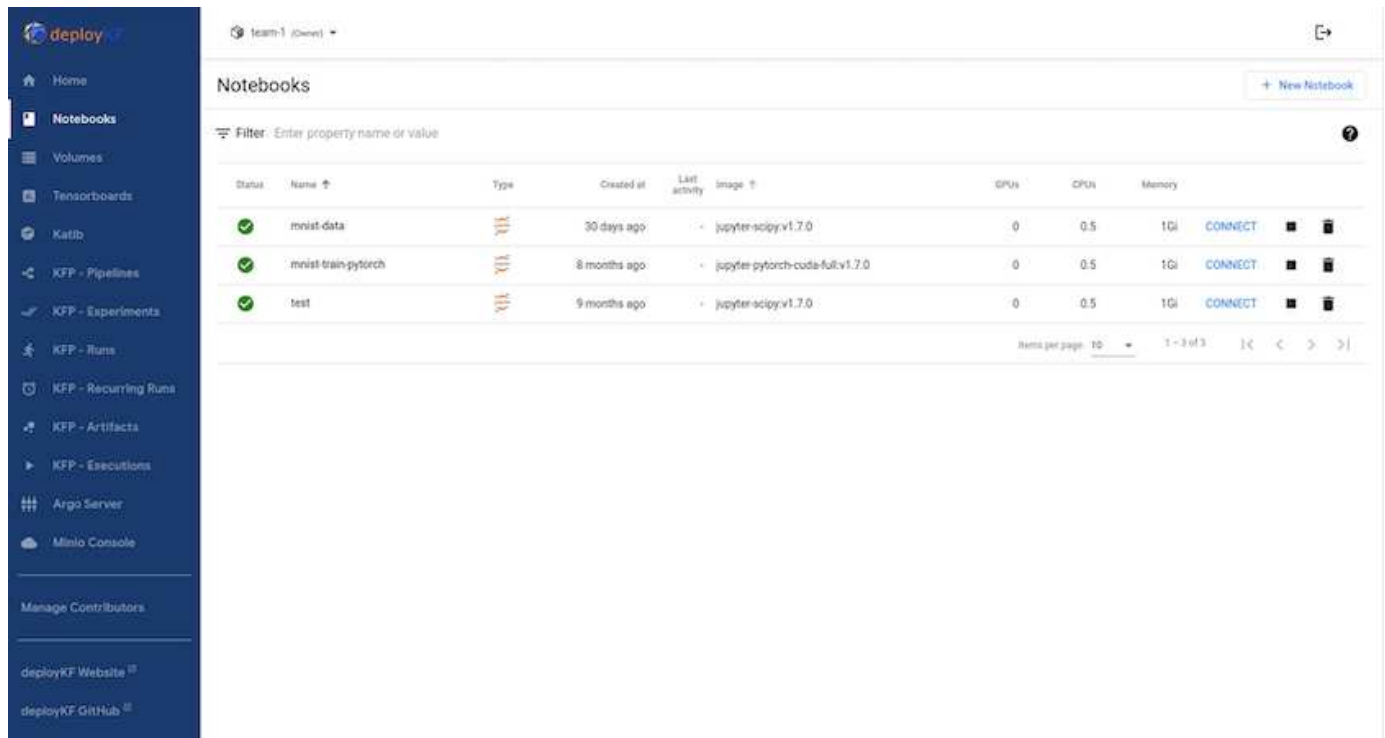 deployKF
team-1 (Owner)
Home
Notebooks
Volumes
Tensorboards
Katib
KFP - Pipelines
KFP - Experiments
KFP - Runs
KFP - Recurring Runs
KFP - Artifacts
KFP - Executions
Argo Server
Minio Console
Manage Contributors
deployKF Website
deployKF GitHub
Notebooks
+ New Notebook
Filter Enter property name or value
Status Name Type Created at Last activity Image GPUs CPUs Memory
mnist-data 30 days ago - jupyter-scipy:v1.7.0 0 0.5 1Gi CONNECT
mnist-train-pytorch 8 months ago - jupyter-pytorch-cuda-full:v1.7.0 0 0.5 1Gi CONNECT
test 9 months ago - jupyter-scipy:v1.7.0 0 0.5 1Gi CONNECT
Items per page: 10 1 – 3 of 3